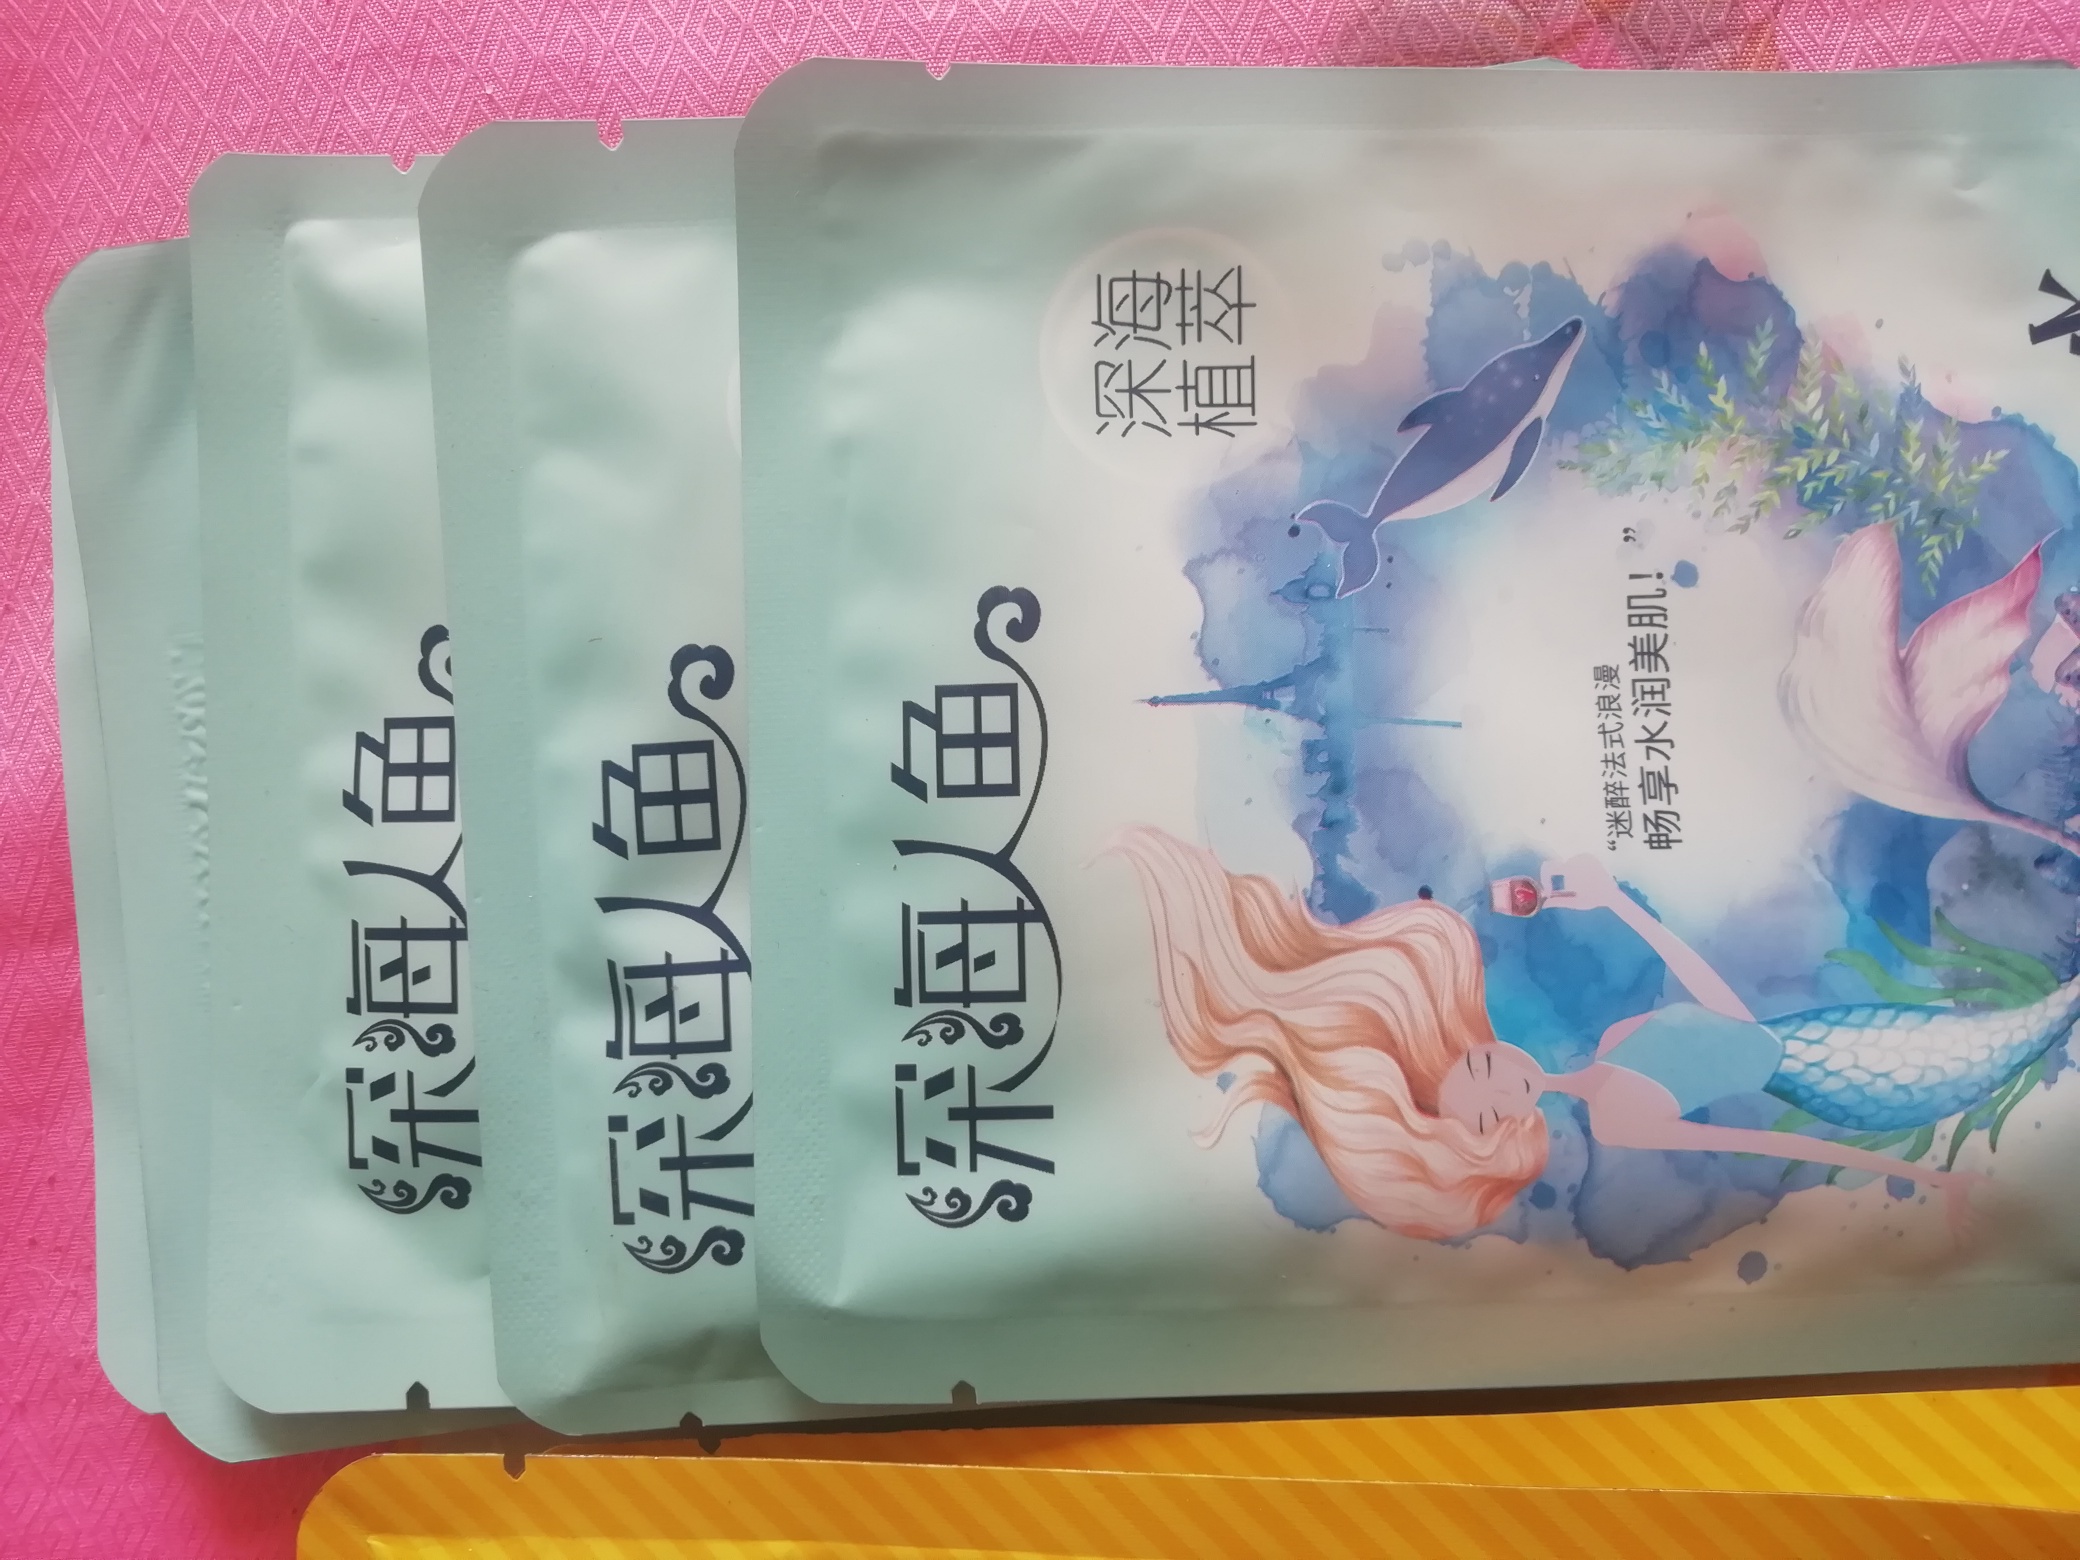 深海人鱼
深海人鱼
深海人鱼
深海
植萃
“迷醉法式浪漫
畅享水润美肌！”